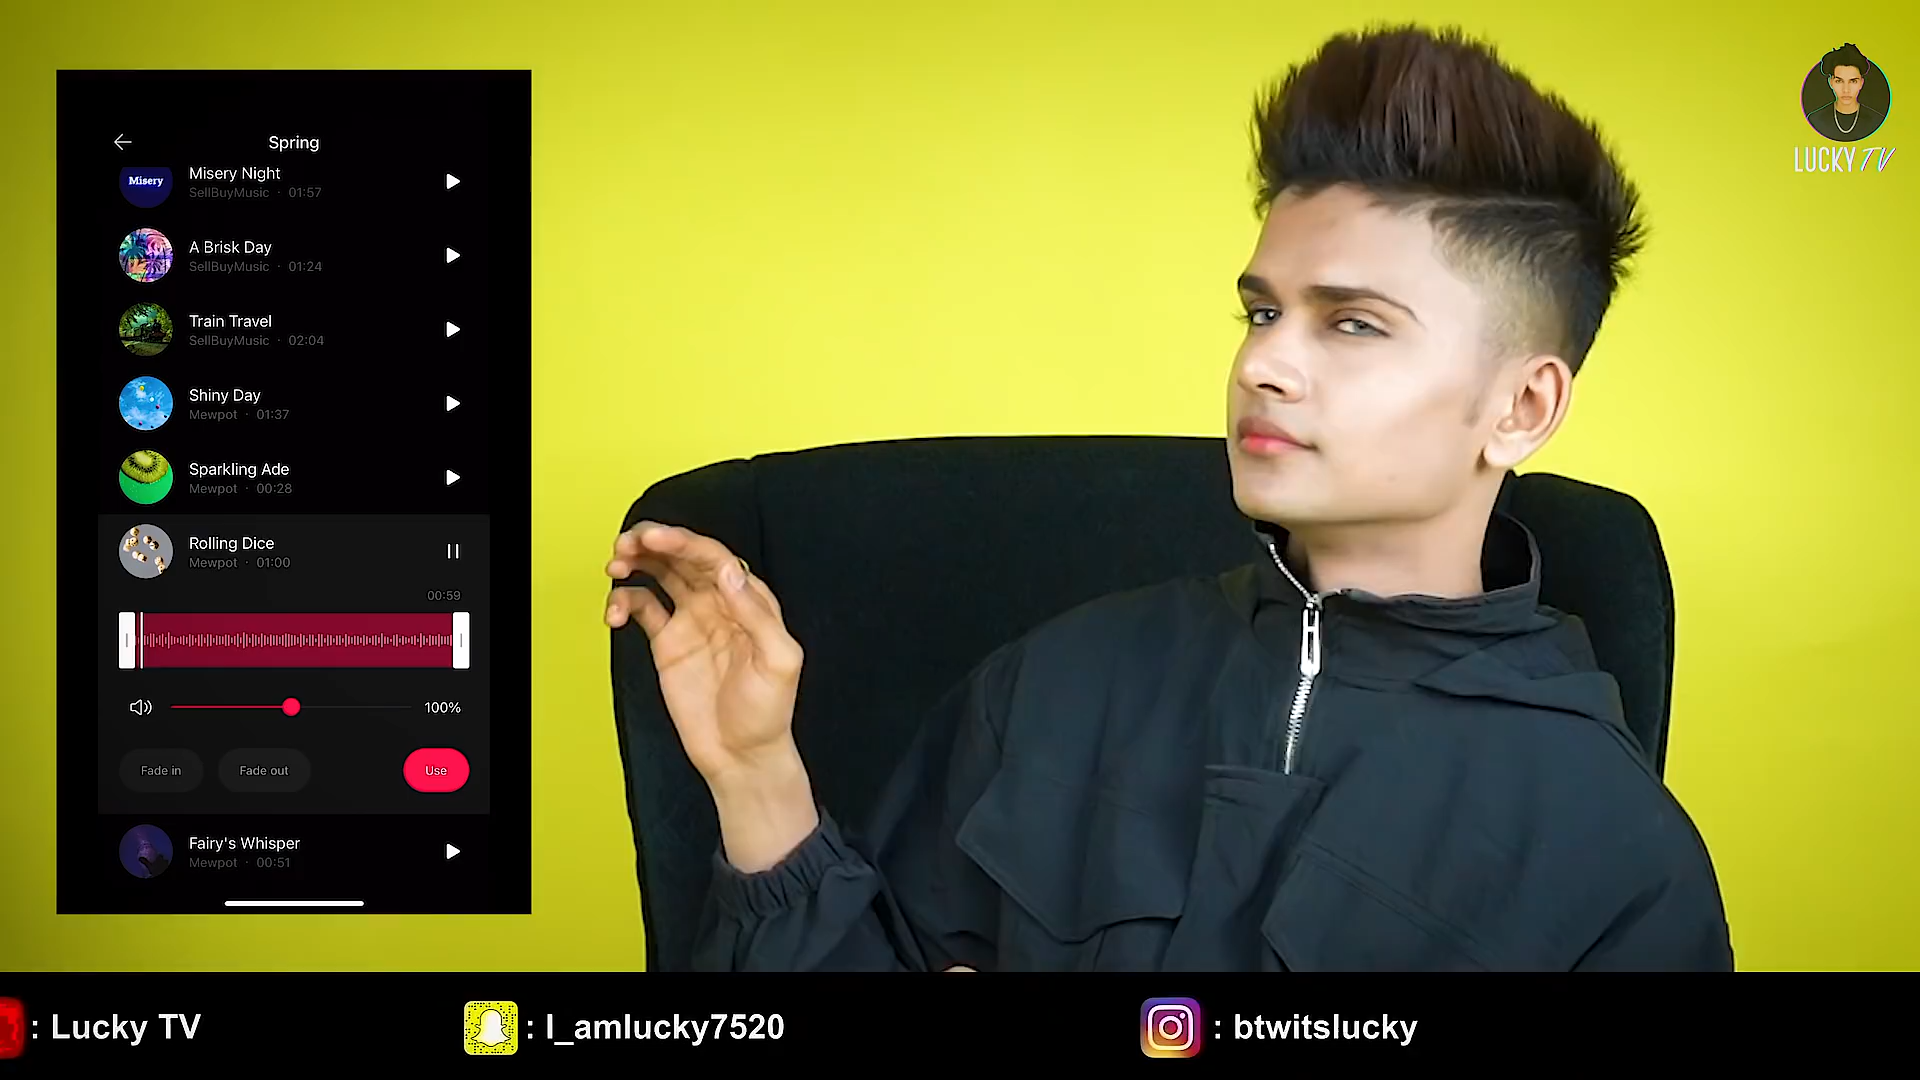 Spring
Misery
Misery Night
SellBuyMusic · 01:57
A Brisk Day
SellBuyMusic · 01:24
Train Travel
SellBuyMusic · 02:04
Shiny Day
Mewpot · 01:37
Sparkling Ade
Mewpot · 00:28
Rolling Dice
Mewpot · 01:00
00:59
100%
Fade in
Fade out
Use
Fairy's Whisper
Mewpot · 00:51
LUCKY TV
: Lucky TV
: I_amlucky7520
: btwitslucky